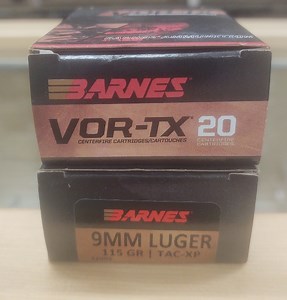 BARNES
VOR-TX 20
CENTERFIRE CARTRIDGES/CARTOUCHES
BARNES
9MM LUGER
115 GR | TAC-XP